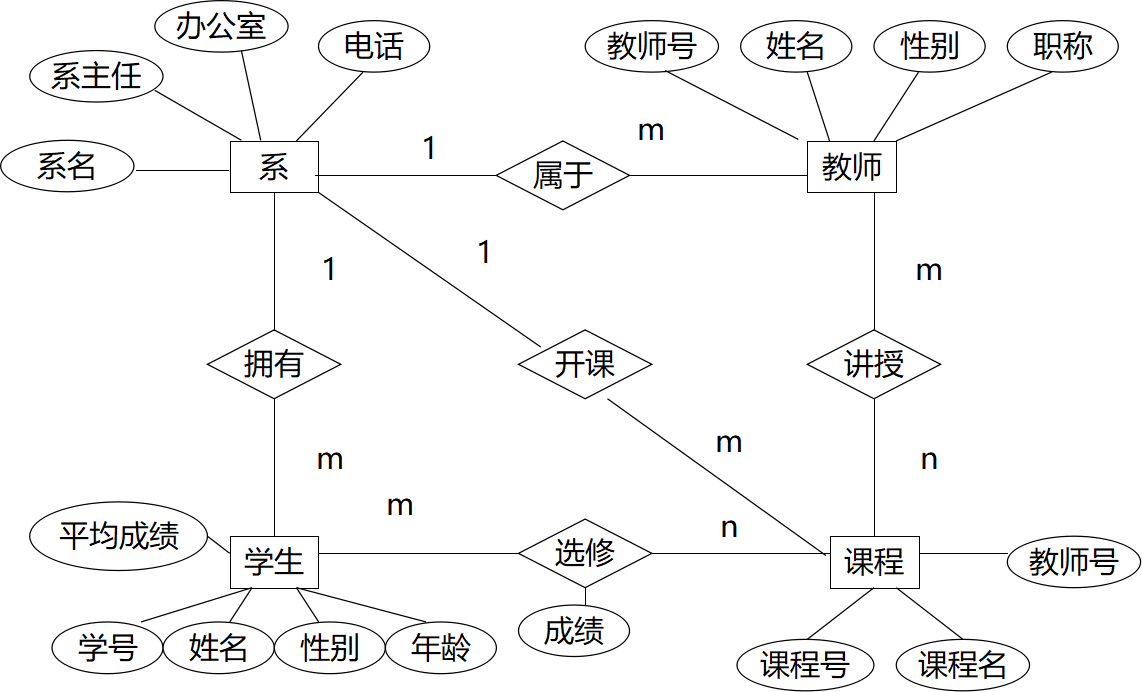 办公室
电话
教师号
姓名
性别
职称
系主任
系名
系
1
属于
m
教师
1
1
m
拥有
开课
讲授
m
m
m
n
n
平均成绩
学生
选修
课程
教师号
学号
姓名
性别
年龄
成绩
课程号
课程名